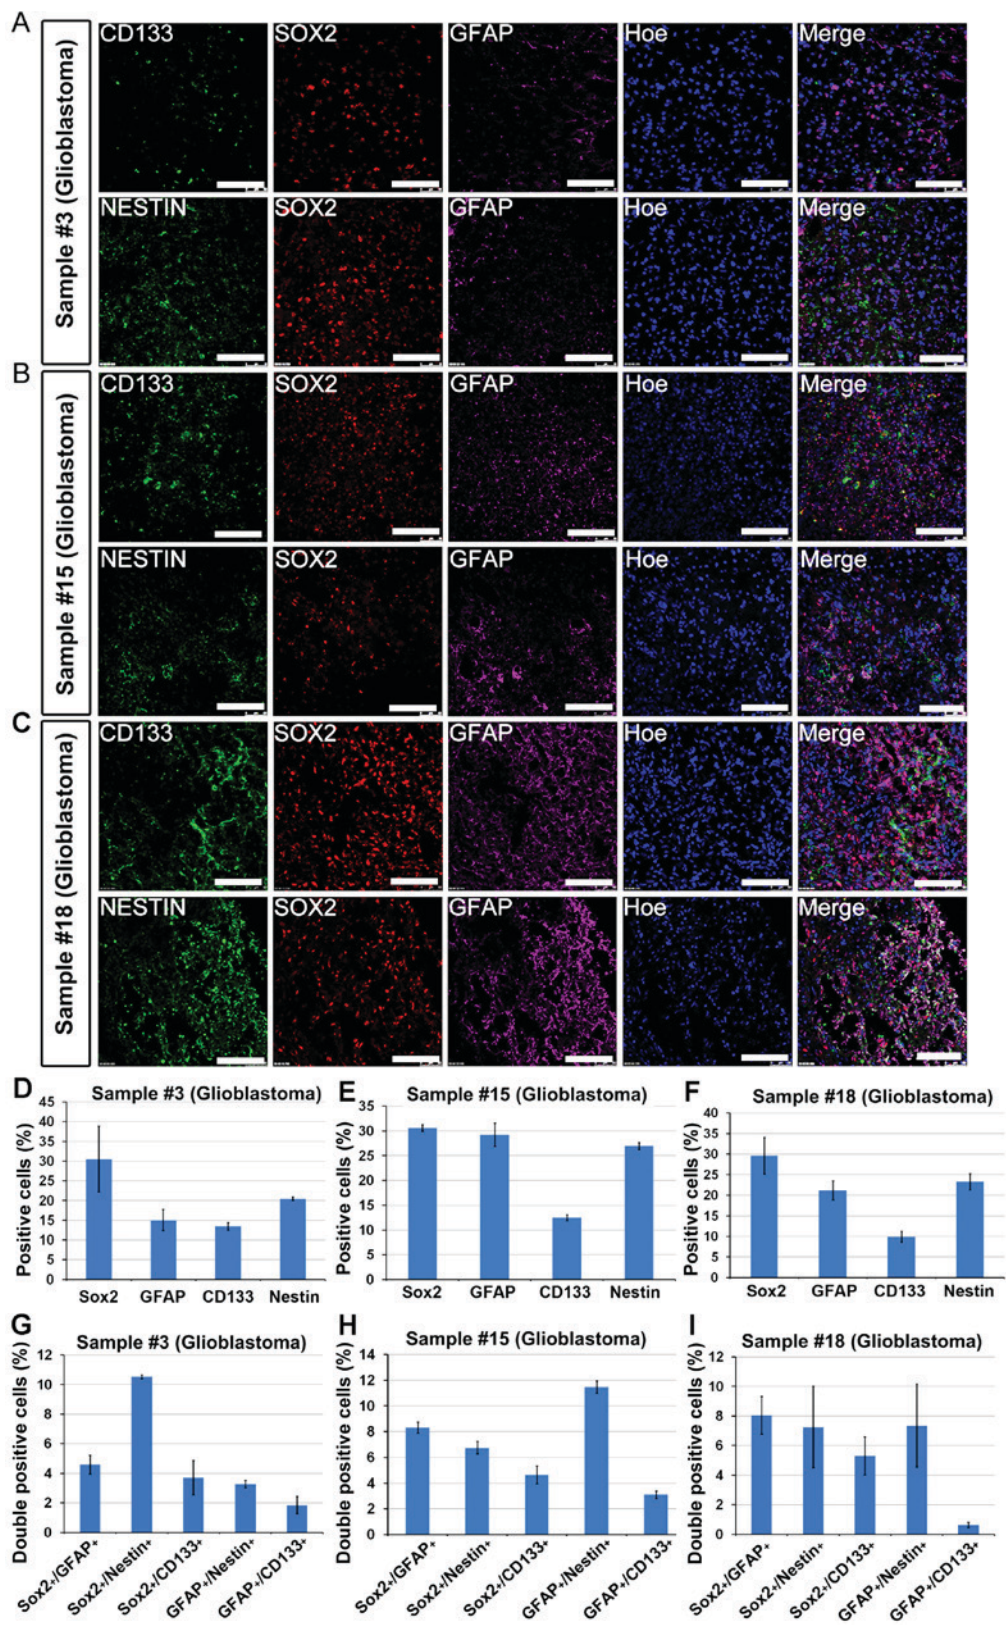 A
Sample #3 (Glioblastoma)
CD133 SOX2 GFAP Hoe Merge
NESTIN SOX2 GFAP Hoe Merge
B
Sample #15 (Glioblastoma)
CD133 SOX2 GFAP Hoe Merge
NESTIN SOX2 GFAP Hoe Merge
C
Sample #18 (Glioblastoma)
CD133 SOX2 GFAP Hoe Merge
NESTIN SOX2 GFAP Hoe Merge
D
Sample #3 (Glioblastoma)
Positive cells (%)
45
40
35
30
25
20
15
10
5
0
Sox2 GFAP CD133 Nestin
E
Sample #15 (Glioblastoma)
Positive cells (%)
35
30
25
20
15
10
5
0
Sox2 GFAP CD133 Nestin
F
Sample #18 (Glioblastoma)
Positive cells (%)
40
35
30
25
20
15
10
5
0
Sox2 GFAP CD133 Nestin
G
Sample #3 (Glioblastoma)
Double positive cells (%)
12
10
8
6
4
2
0
Sox2+/GFAP+
Sox2+/Nestin+
Sox2+/CD133+
GFAP+/Nestin+
GFAP+/CD133+
H
Sample #15 (Glioblastoma)
Double positive cells (%)
14
12
10
8
6
4
2
0
Sox2+/GFAP+
Sox2+/Nestin+
Sox2+/CD133+
GFAP+/Nestin+
GFAP+/CD133+
I
Sample #18 (Glioblastoma)
Double positive cells (%)
12
10
8
6
4
2
0
Sox2+/GFAP+
Sox2+/Nestin+
Sox2+/CD133+
GFAP+/Nestin+
GFAP+/CD133+